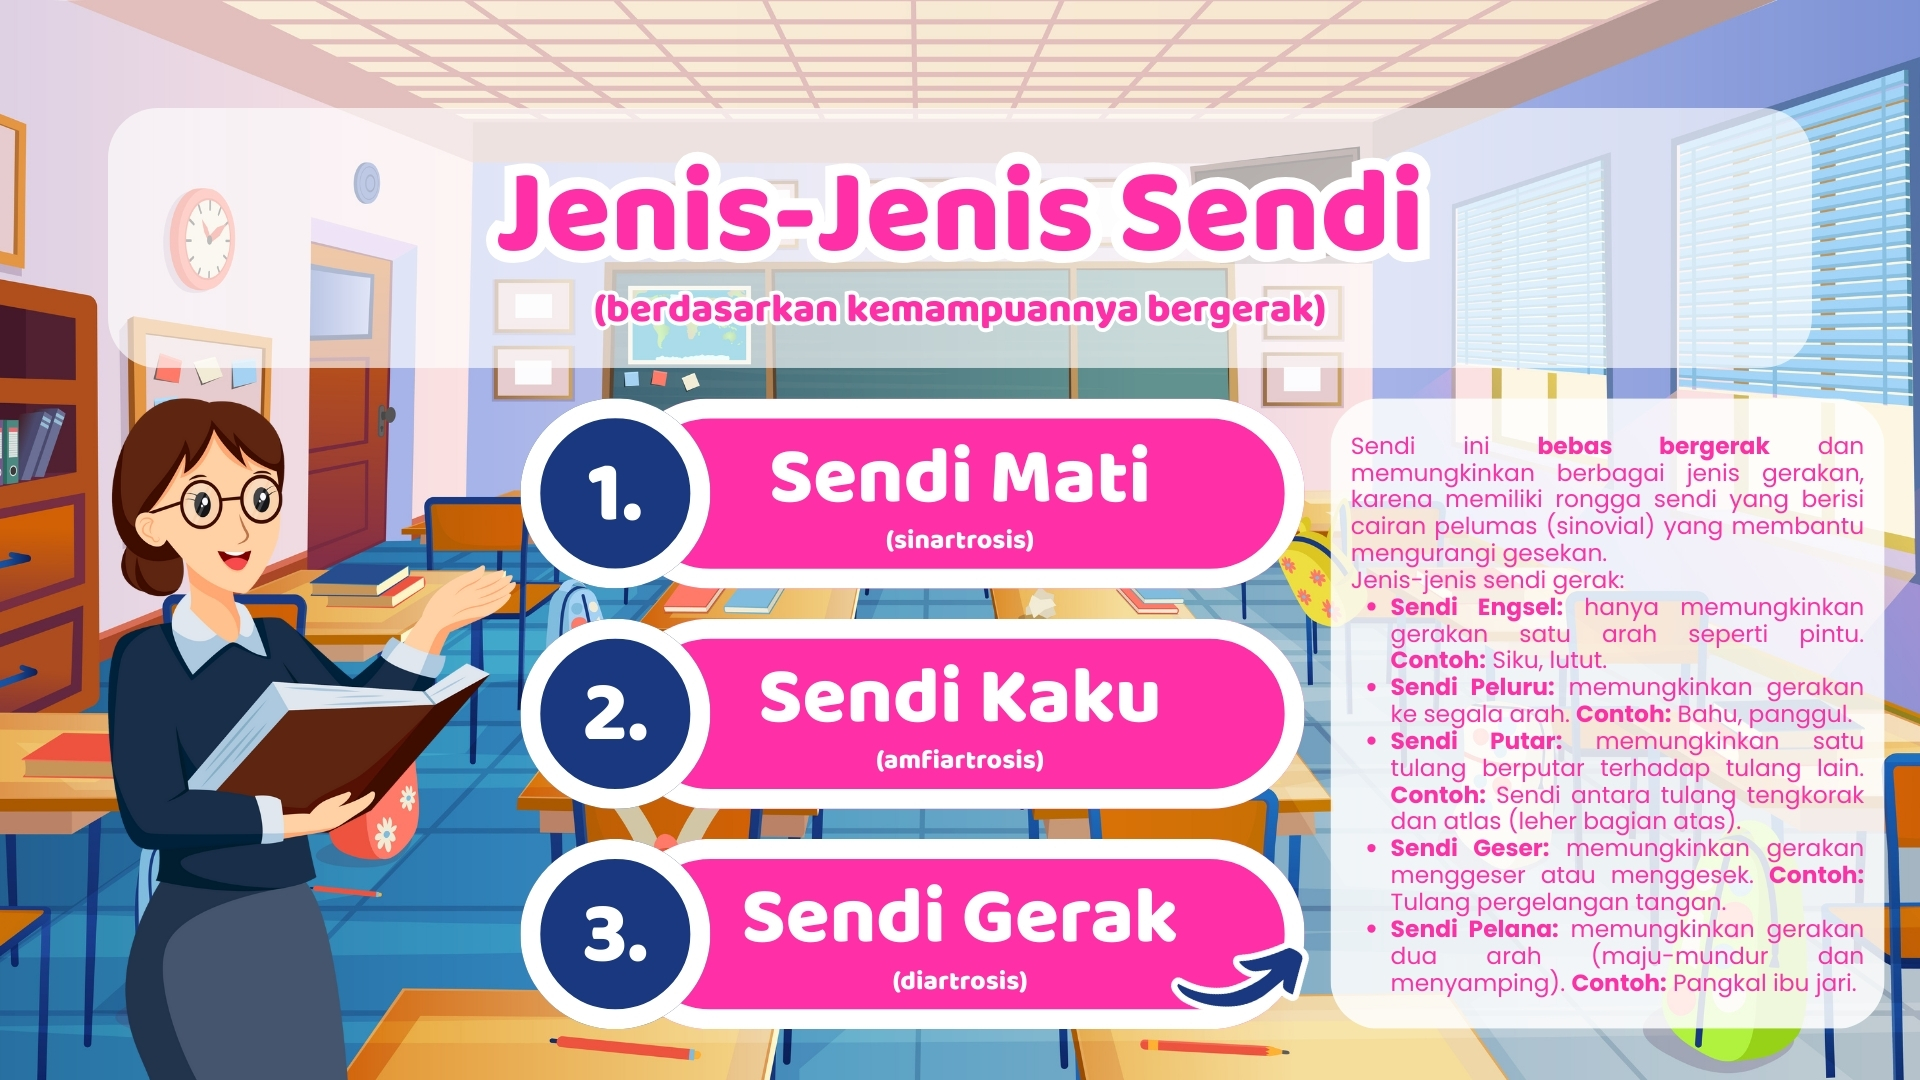 Jenis-Jenis Sendi
(berdasarkan kemampuannya bergerak)
1.
Sendi Mati
(sinartrosis)
2.
Sendi Kaku
(amfiartrosis)
3.
Sendi Gerak
(diartrosis)
Sendi ini bebas bergerak dan
memungkinkan berbagai jenis gerakan,
karena memiliki rongga sendi yang berisi
cairan pelumas (sinovial) yang membantu
mengurangi gesekan.
Jenis-jenis sendi gerak:
• Sendi Engsel: hanya memungkinkan
gerakan satu arah seperti pintu.
Contoh: Siku, lutut.
• Sendi Peluru: memungkinkan gerakan
ke segala arah. Contoh: Bahu, panggul.
• Sendi Putar: memungkinkan satu
tulang berputar terhadap tulang lain.
Contoh: Sendi antara tulang tengkorak
dan atlas (leher bagian atas).
• Sendi Geser: memungkinkan gerakan
menggeser atau menggesek. Contoh:
Tulang pergelangan tangan.
• Sendi Pelana: memungkinkan gerakan
dua arah (maju-mundur dan
menyamping). Contoh: Pangkal ibu jari.